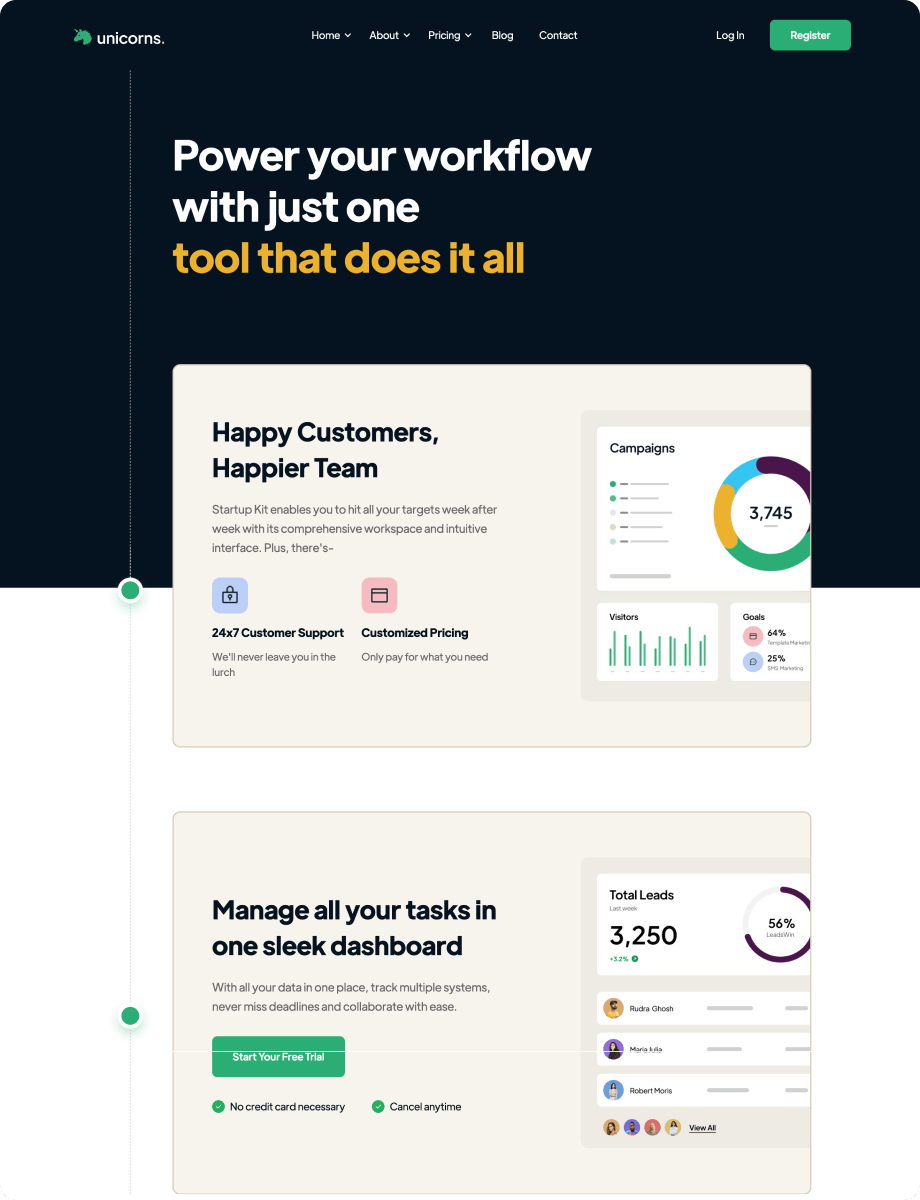 unicorns.
Home
About
Pricing
Blog
Contact
Log In
Register
Power your workflow
with just one
tool that does it all
Happy Customers,
Happier Team
Startup Kit enables you to hit all your targets week after
week with its comprehensive workspace and intuitive
interface. Plus, there's-
24x7 Customer Support
We'll never leave you in the
lurch
Customized Pricing
Only pay for what you need
Campaigns
3,745
Visitors
Goals
64%
Template Marketin
25%
SMS Marketing
Manage all your tasks in
one sleek dashboard
With all your data in one place, track multiple systems,
never miss deadlines and collaborate with ease.
Start Your Free Trial
No credit card necessary
Cancel anytime
Total Leads
Last week
3,250
+3.2%
56%
LeadsWin
Rudra Ghosh
Maria Julia
Robert Moris
View All